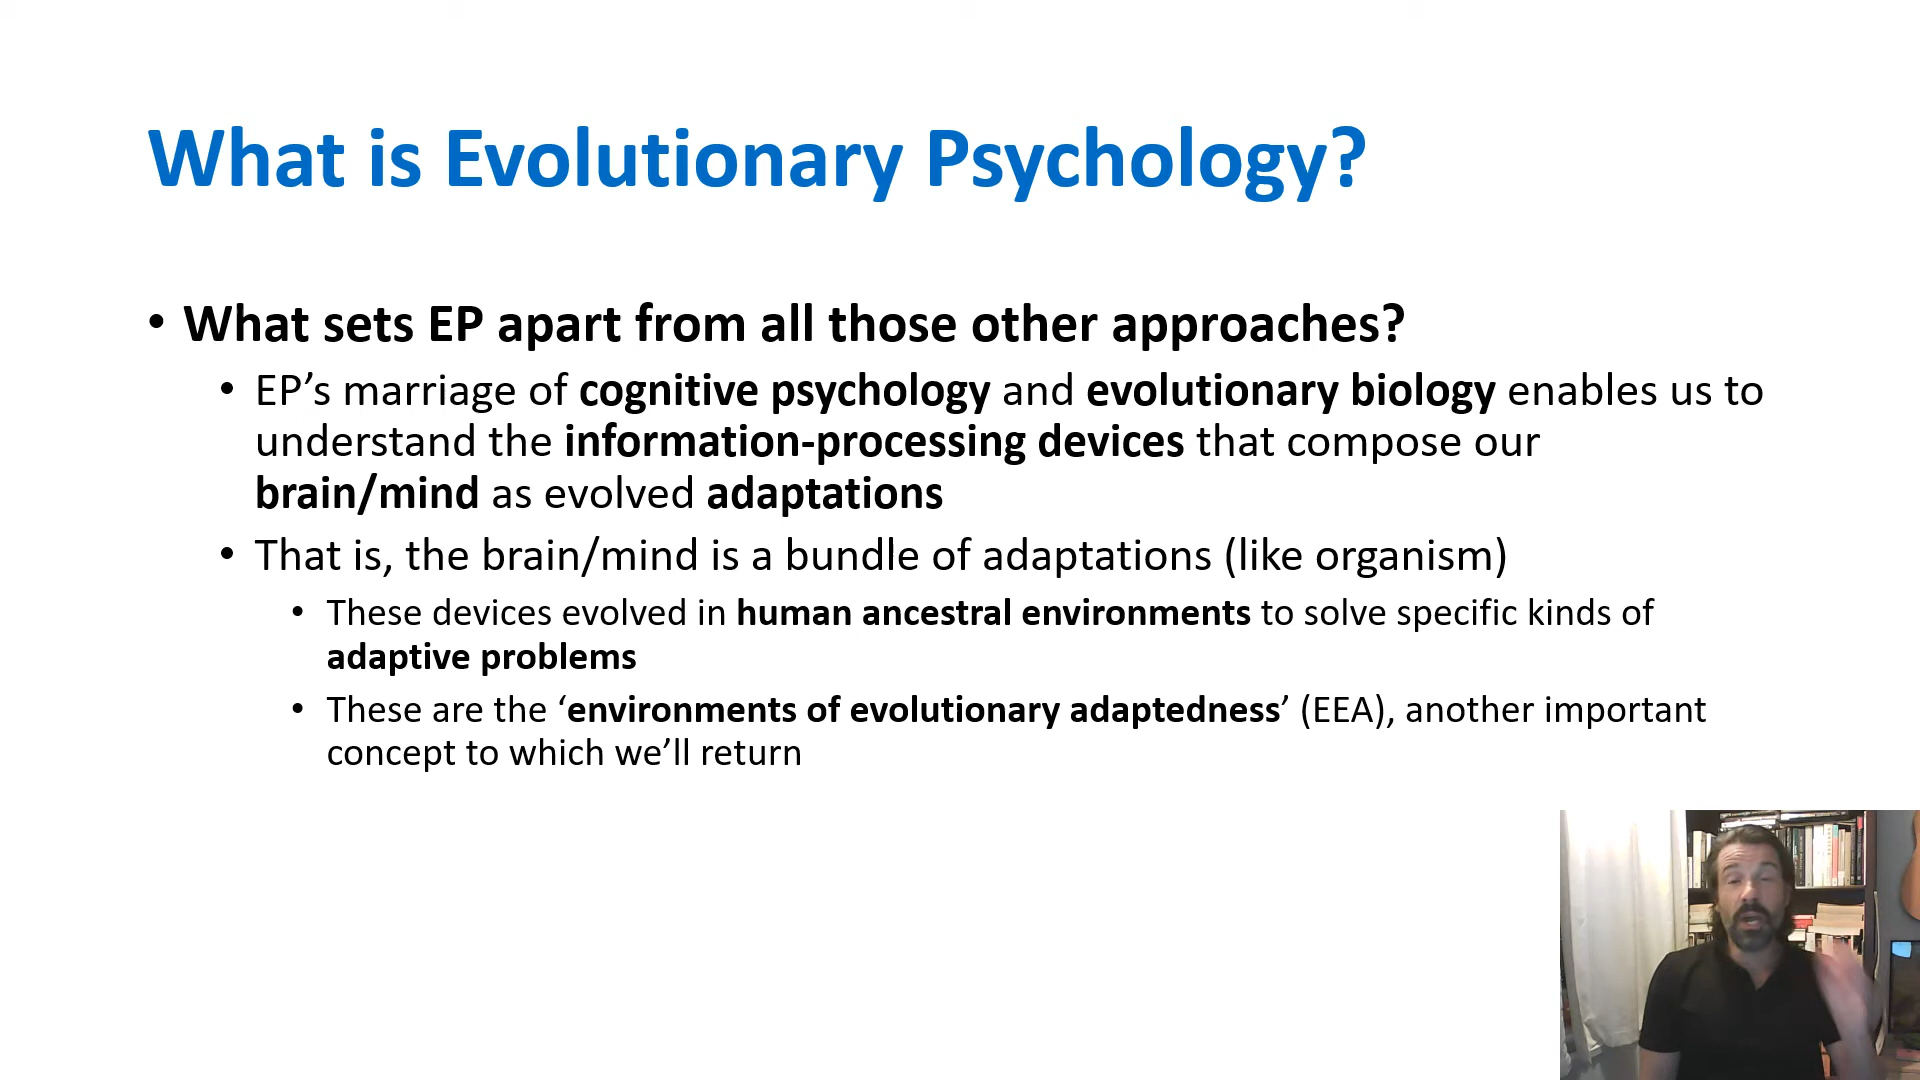 What is Evolutionary Psychology?
• What sets EP apart from all those other approaches?
• EP’s marriage of cognitive psychology and evolutionary biology enables us to
understand the information-processing devices that compose our
brain/mind as evolved adaptations
• That is, the brain/mind is a bundle of adaptations (like organism)
• These devices evolved in human ancestral environments to solve specific kinds of
adaptive problems
• These are the ‘environments of evolutionary adaptedness’ (EEA), another important
concept to which we’ll return